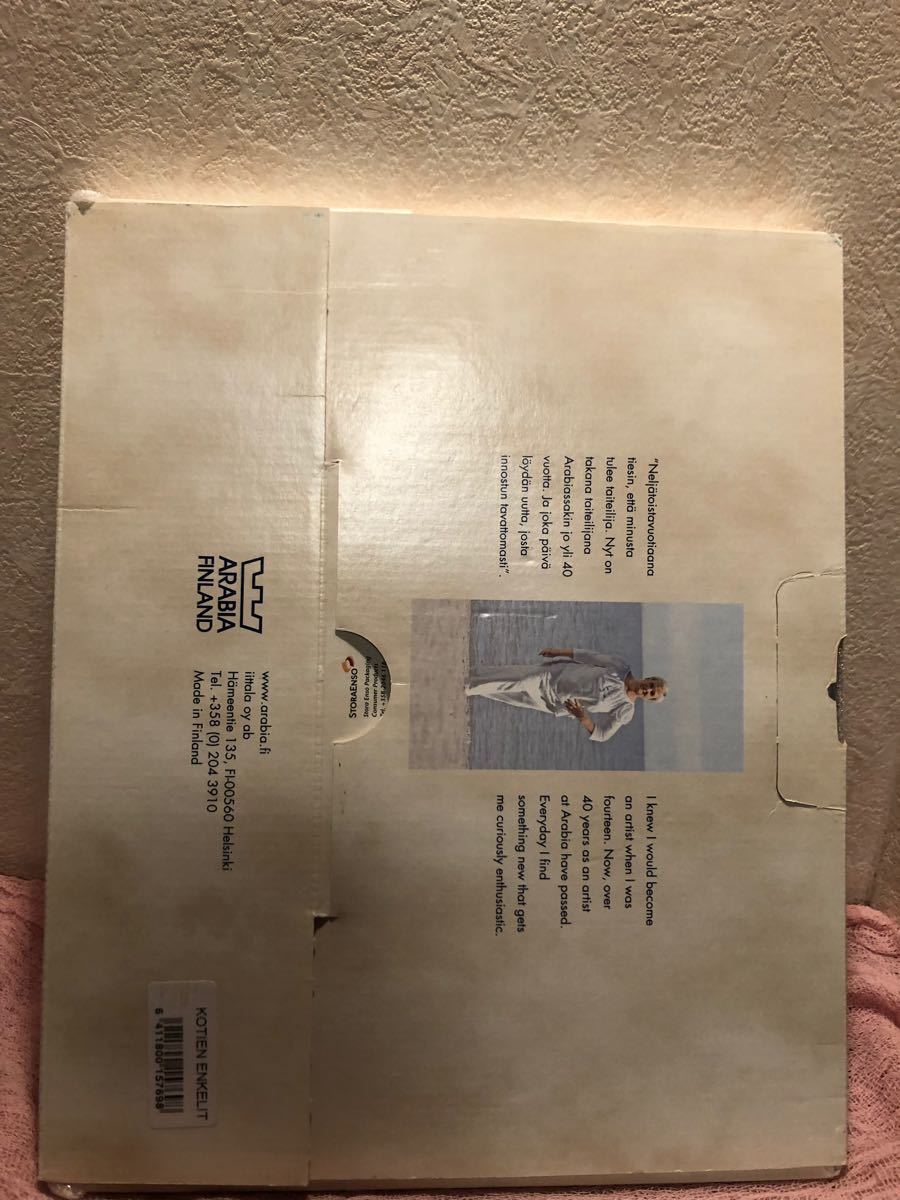 "Neljätoistavuotiaana
tiesin, että minusta
tulee taiteilija. Nyt on
takana taiteilijana
Arabiassakin jo yli 40
vuotta. Ja joka päivä
löydän uutta, josta
innostun tavattomasti".
I knew I would become
an artist when I was
fourteen. Now, over
40 years as an artist
at Arabia have passed.
Everyday I find
something new that gets
me curiously enthusiastic.
Stora Enso Packaging
STORAENSO
ARABIA
FINLAND
www.arabia.fi
iittala oy ab
Hämeentie 135, FI-00560 Helsinki
Tel. +358 (0) 204 3910
Made in Finland
KOTIEN ENKELIT
6 411800 157698